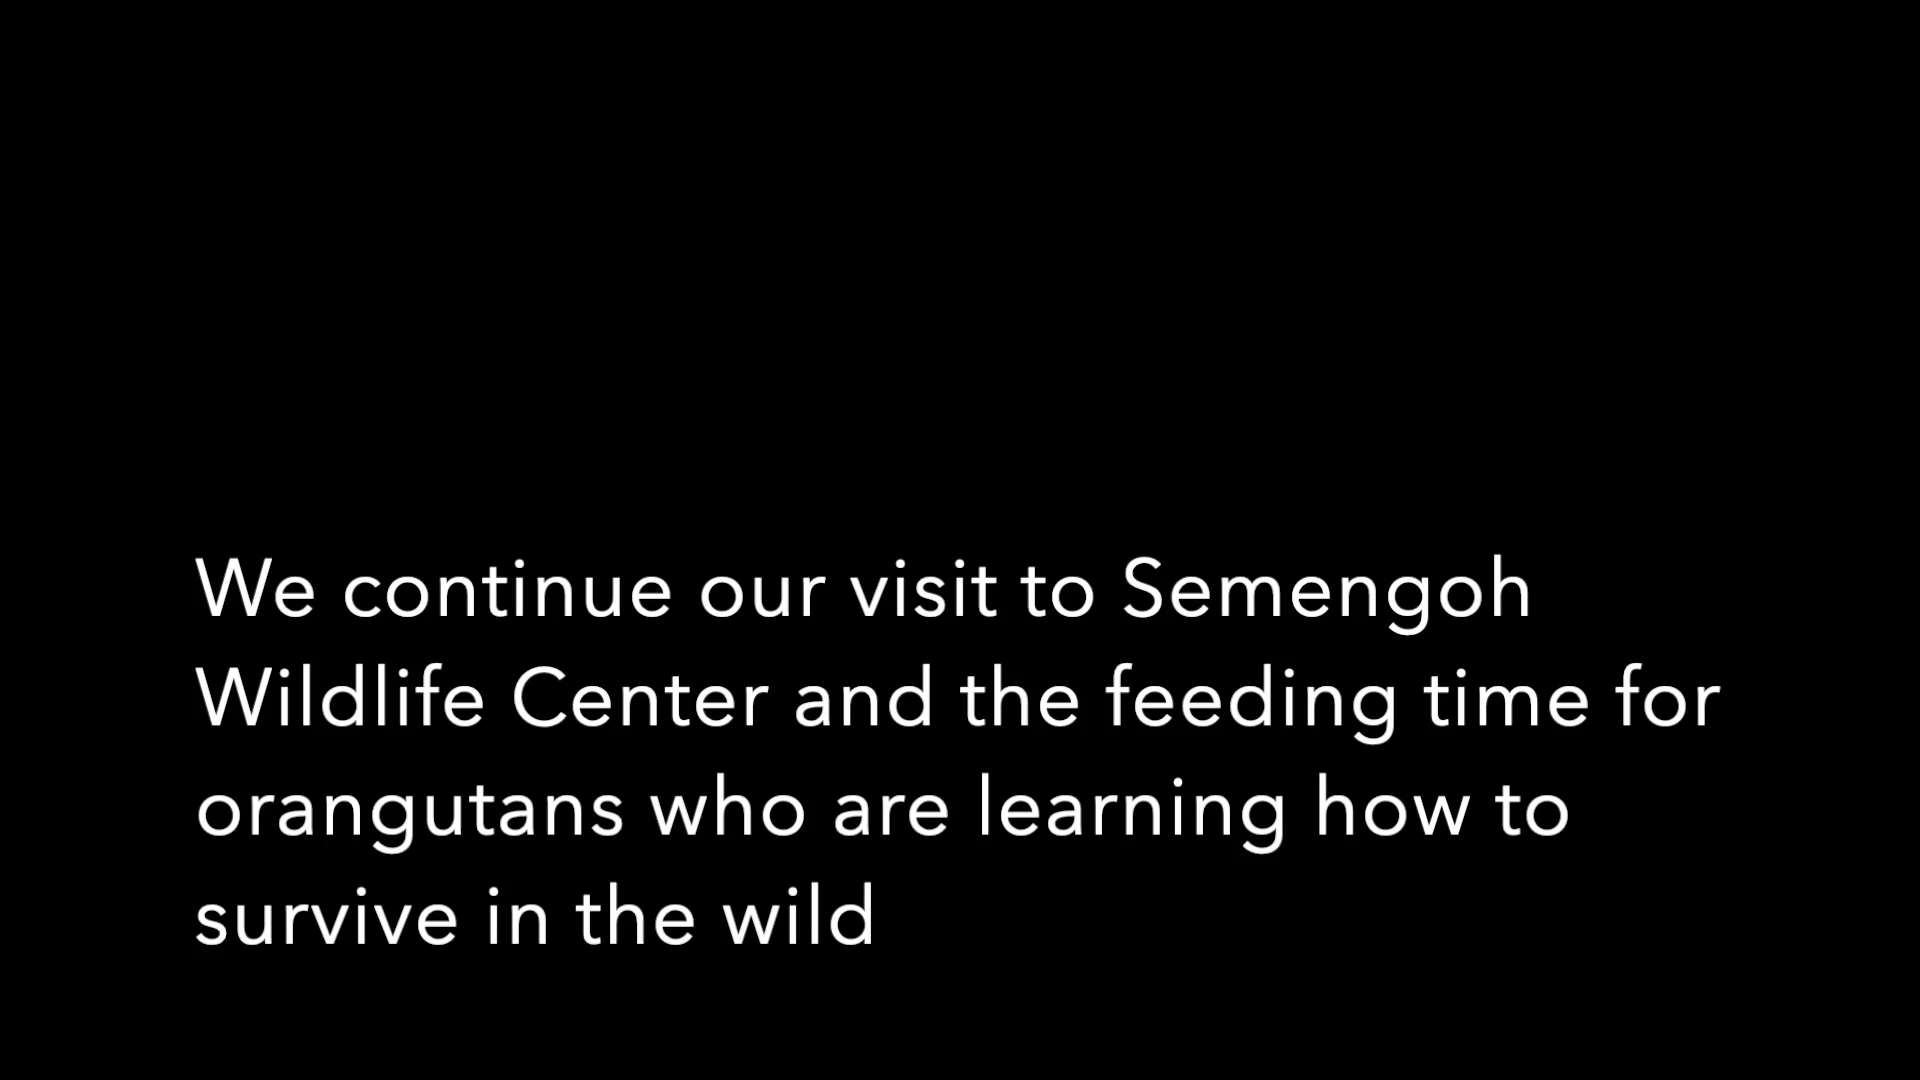 We continue our visit to Semengoh
Wildlife Center and the feeding time for
orangutans who are learning how to
survive in the wild